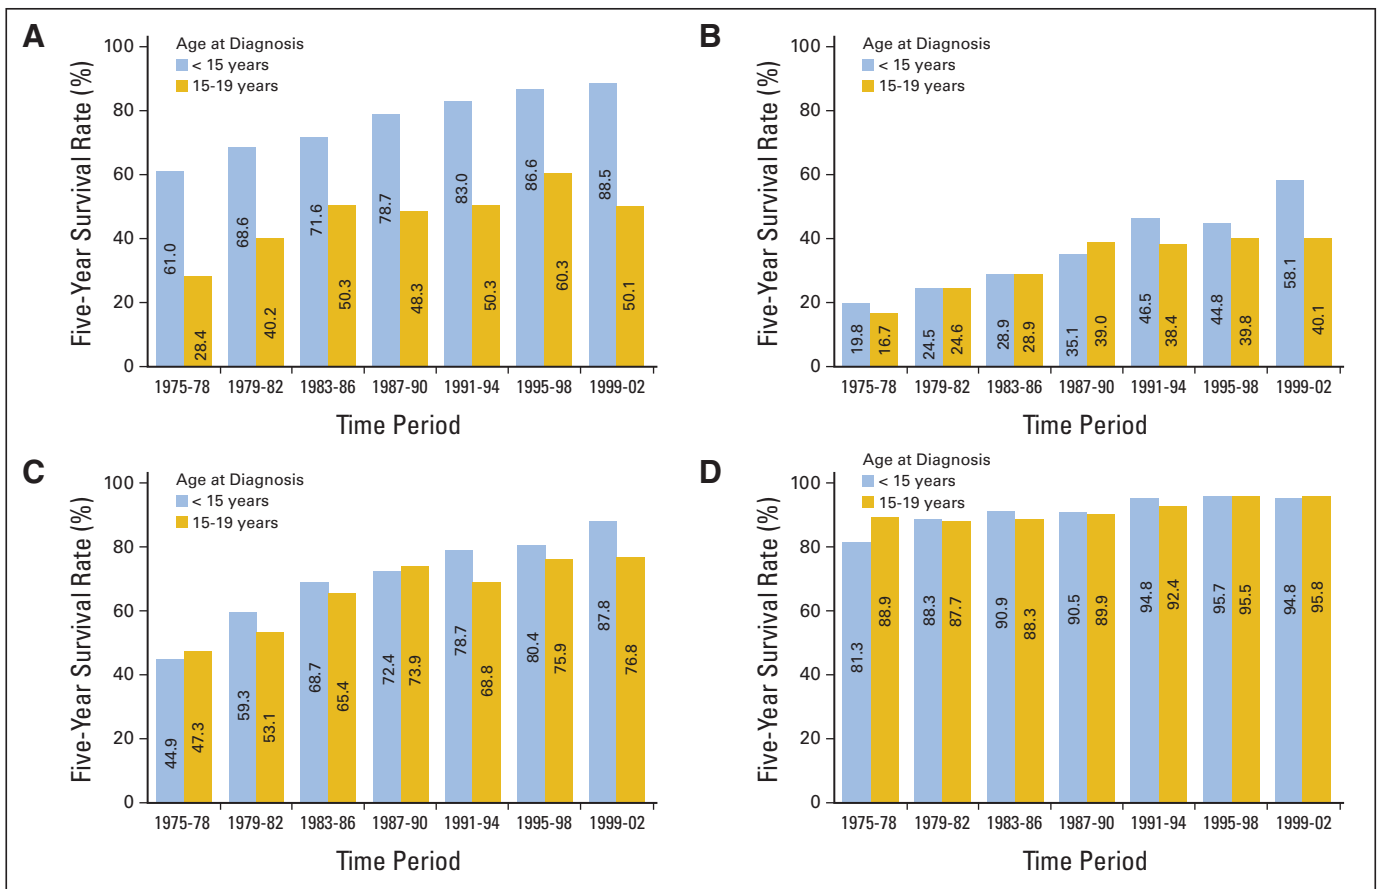 A
Five-Year Survival Rate (%)
100
80
60
40
20
0
Age at Diagnosis
< 15 years
15-19 years
61.0
28.4
68.6
40.2
71.6
50.3
78.7
48.3
83.0
50.3
86.6
60.3
88.5
50.1
1975-78 1979-82 1983-86 1987-90 1991-94 1995-98 1999-02
Time Period
B
Five-Year Survival Rate (%)
100
80
60
40
20
0
Age at Diagnosis
< 15 years
15-19 years
19.8
16.7
24.5
24.6
28.9
28.9
35.1
39.0
46.5
38.4
44.8
39.8
58.1
40.1
1975-78 1979-82 1983-86 1987-90 1991-94 1995-98 1999-02
Time Period
C
Five-Year Survival Rate (%)
100
80
60
40
20
0
Age at Diagnosis
< 15 years
15-19 years
44.9
47.3
59.3
53.1
68.7
65.4
72.4
73.9
78.7
68.8
80.4
75.9
87.8
76.8
1975-78 1979-82 1983-86 1987-90 1991-94 1995-98 1999-02
Time Period
D
Five-Year Survival Rate (%)
100
80
60
40
20
0
Age at Diagnosis
< 15 years
15-19 years
81.3
88.9
88.3
87.7
90.9
88.3
90.5
89.9
94.8
92.4
95.7
95.5
94.8
95.8
1975-78 1979-82 1983-86 1987-90 1991-94 1995-98 1999-02
Time Period